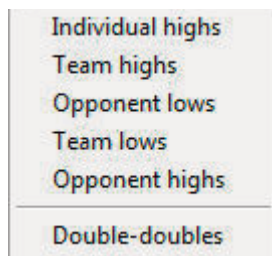 Individual highs
Team highs
Opponent lows
Team lows
Opponent highs
Double-doubles